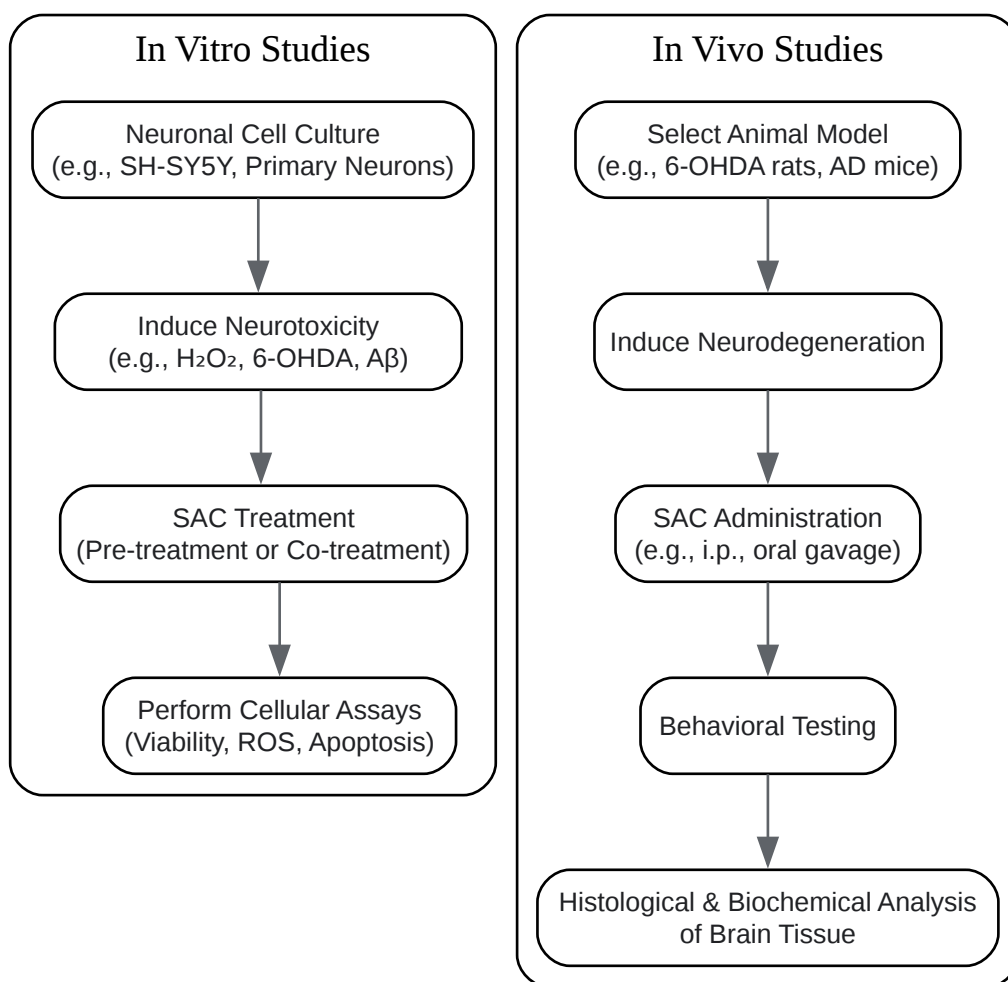 In Vitro Studies
Neuronal Cell Culture
(e.g., SH-SY5Y, Primary Neurons)
Induce Neurotoxicity
(e.g., H₂O₂, 6-OHDA, Aβ)
SAC Treatment
(Pre-treatment or Co-treatment)
Perform Cellular Assays
(Viability, ROS, Apoptosis)
In Vivo Studies
Select Animal Model
(e.g., 6-OHDA rats, AD mice)
Induce Neurodegeneration
SAC Administration
(e.g., i.p., oral gavage)
Behavioral Testing
Histological & Biochemical Analysis
of Brain Tissue